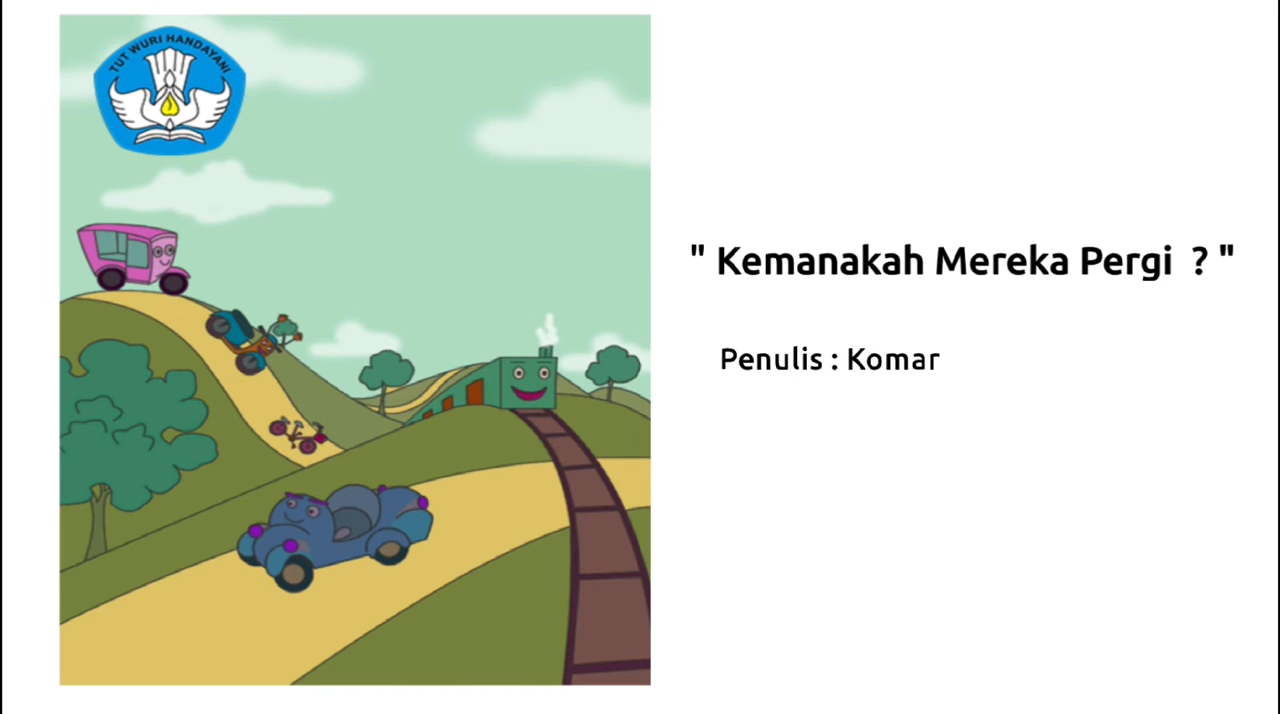 TUT WURI HANDAYANI
" Kemanakah Mereka Pergi ? "
Penulis : Komar